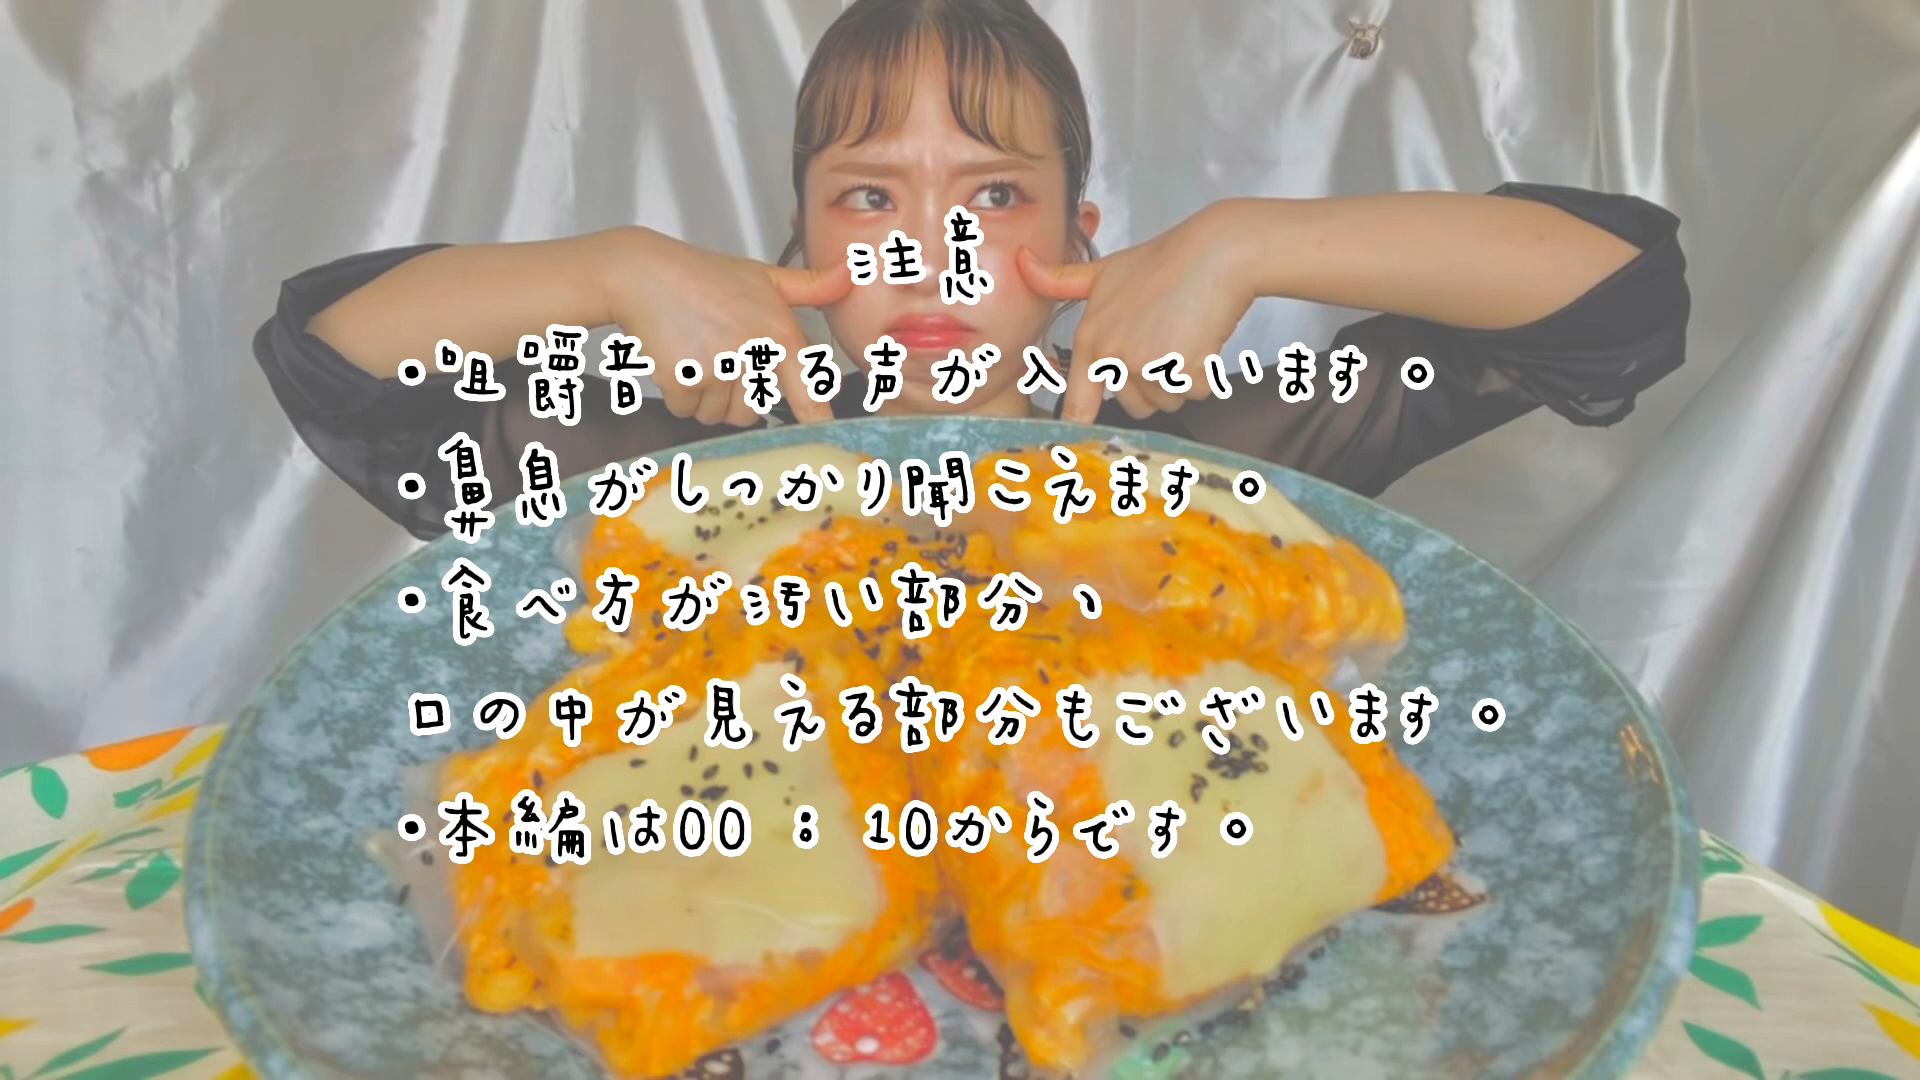 注意
・咀嚼音・喋る声が入っています。
・鼻息がしっかり聞こえます。
・食べ方が汚い部分、
口の中が見える部分もございます。
・本編は00：10からです。